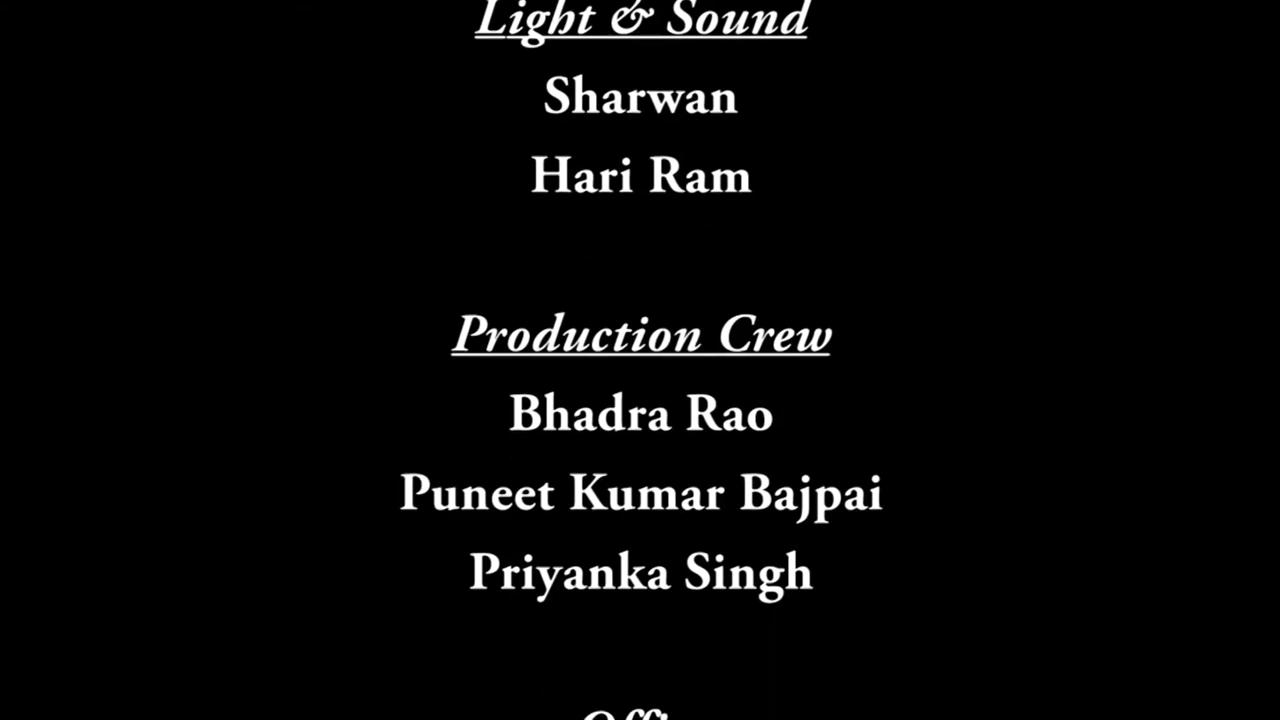 Light & Sound
Sharwan
Hari Ram
Production Crew
Bhadra Rao
Puneet Kumar Bajpai
Priyanka Singh